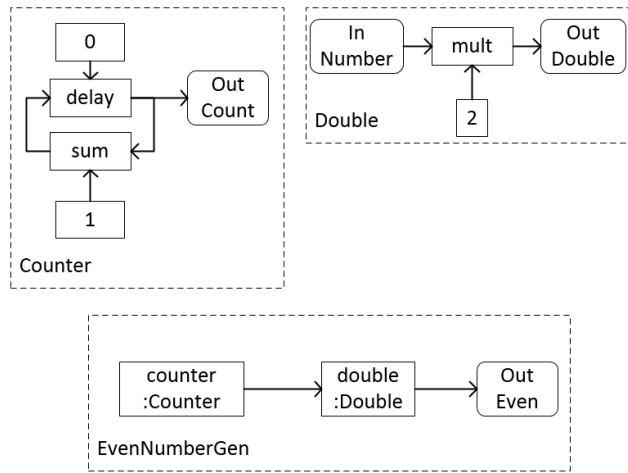 0
delay
Out
Count
sum
1
Counter
In
Number
mult
Out
Double
2
Double
counter
:Counter
double
:Double
Out
Even
EvenNumberGen